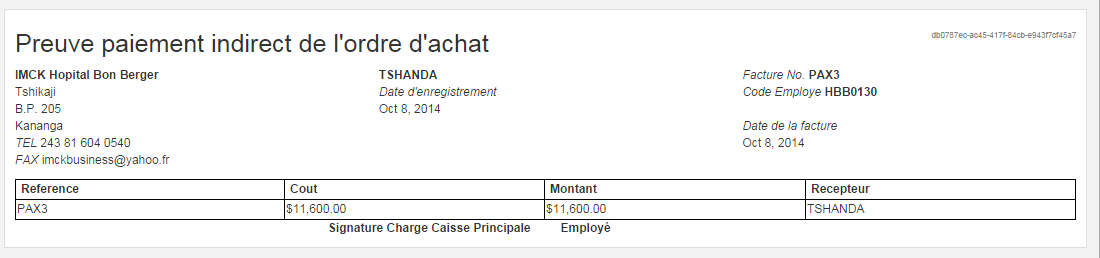 Preuve paiement indirect de l'ordre d'achat
db0787ec-ac45-417f-84cb-e943f7cf45a7
IMCK Hopital Bon Berger
Tshikaji
B.P. 205
Kananga
TEL 243 81 604 0540
FAX imckbusiness@yahoo.fr
TSHANDA
Date d'enregistrement
Oct 8, 2014
Facture No. PAX3
Code Employe HBB0130
Date de la facture
Oct 8, 2014
Reference Cout Montant Recepteur
PAX3 $11,600.00 $11,600.00 TSHANDA
Signature Charge Caisse Principale Employé